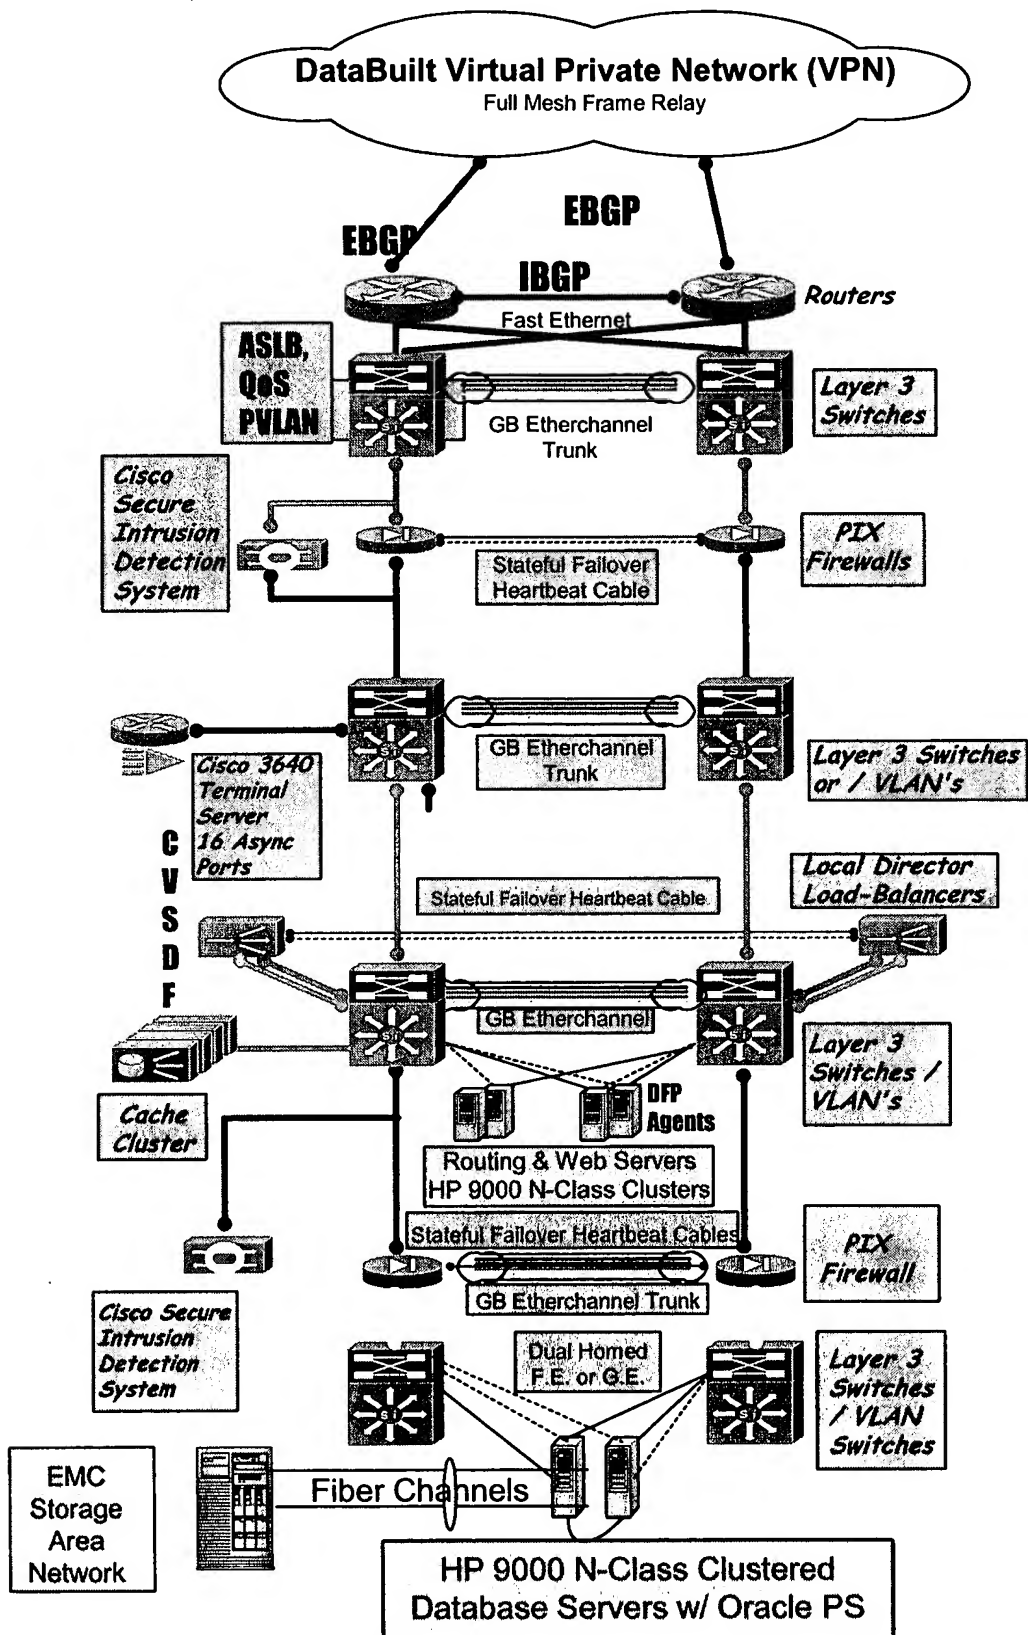 DataBuilt Virtual Private Network (VPN)
Full Mesh Frame Relay
EBGP
EBGP
IBGP
Routers
Fast Ethernet
ASLB,
QoS
PVLAN
Layer 3
Switches
GB Etherchannel
Trunk
Cisco
Secure
Intrusion
Detection
System
PIX
Firewalls
Stateful Failover
Heartbeat Cable
GB Etherchannel
Trunk
Layer 3 Switches
or / VLAN's
Cisco 3640
Terminal
Server
16 Async
Ports
C
V
S
D
F
Local Director
Load-Balancers
Stateful Failover Heartbeat Cable
GB Etherchannel
Layer 3
Switches /
VLAN's
Cache
Cluster
DFP
Agents
Routing & Web Servers
HP 9000 N-Class Clusters
Stateful Failover Heartbeat Cables
PIX
Firewall
GB Etherchannel Trunk
Cisco Secure
Intrusion
Detection
System
Dual Homed
F.E. or G.E.
Layer 3
Switches
/ VLAN
Switches
EMC
Storage
Area
Network
Fiber Channels
HP 9000 N-Class Clustered
Database Servers w/ Oracle PS